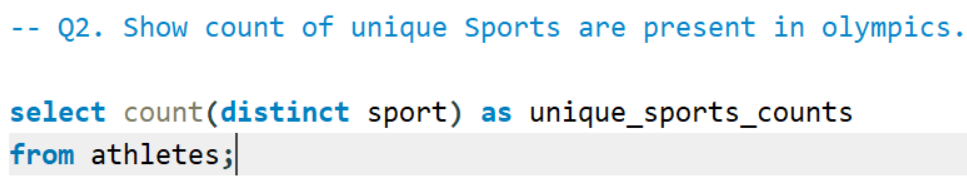 -- Q2. Show count of unique Sports are present in olympics.
select count(distinct sport) as unique_sports_counts
from athletes;